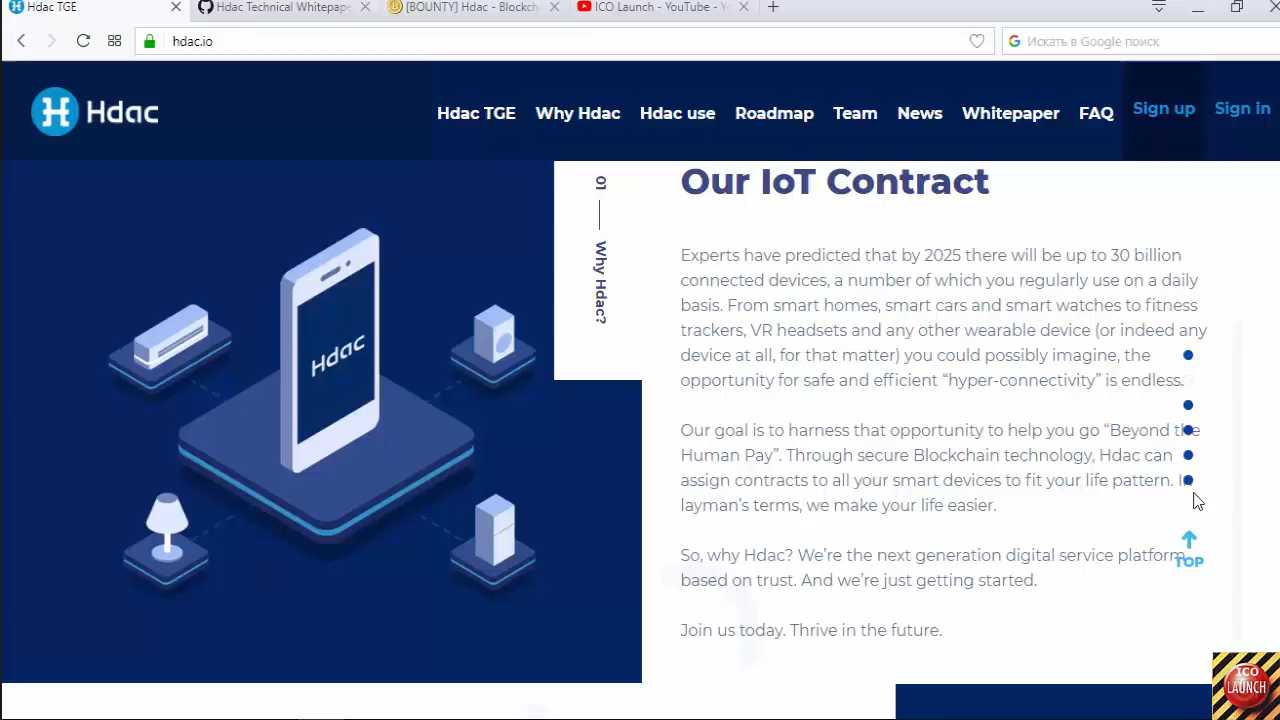 Hdac TGE
Hdac Technical Whitepape
[BOUNTY] Hdac - Blockch
ICO Launch - YouTube - Y
hdac.io
Искать в Google поиск
Hdac
Hdac TGE
Why Hdac
Hdac use
Roadmap
Team
News
Whitepaper
FAQ
Sign up
Sign in
Hdac
01
Why Hdac?
Our IoT Contract
Experts have predicted that by 2025 there will be up to 30 billion
connected devices, a number of which you regularly use on a daily
basis. From smart homes, smart cars and smart watches to fitness
trackers, VR headsets and any other wearable device (or indeed any
device at all, for that matter) you could possibly imagine, the
opportunity for safe and efficient “hyper-connectivity” is endless.
Our goal is to harness that opportunity to help you go “Beyond the
Human Pay”. Through secure Blockchain technology, Hdac can
assign contracts to all your smart devices to fit your life pattern. In
layman’s terms, we make your life easier.
So, why Hdac? We’re the next generation digital service platform
based on trust. And we’re just getting started.
Join us today. Thrive in the future.
TOP
ICO
LAUNCH